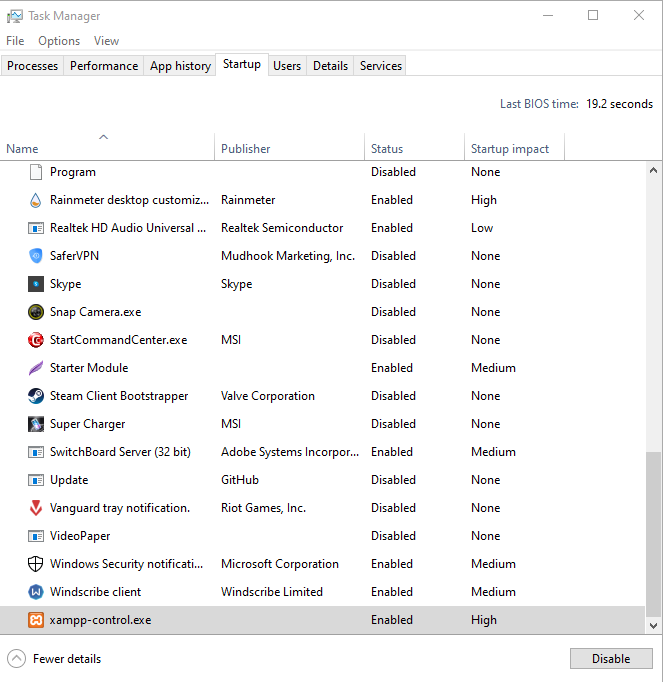 Task Manager
File Options View
Processes Performance App history Startup Users Details Services
Last BIOS time: 19.2 seconds
Name Publisher Status Startup impact
Program Disabled None
Rainmeter desktop customiz... Rainmeter Enabled High
Realtek HD Audio Universal ... Realtek Semiconductor Enabled Low
SaferVPN Mudhook Marketing, Inc. Disabled None
Skype Skype Disabled None
Snap Camera.exe Disabled None
StartCommandCenter.exe MSI Disabled None
Starter Module Enabled Medium
Steam Client Bootstrapper Valve Corporation Disabled None
Super Charger MSI Disabled None
SwitchBoard Server (32 bit) Adobe Systems Incorpor... Enabled Medium
Update GitHub Disabled None
Vanguard tray notification. Riot Games, Inc. Disabled None
VideoPaper Disabled None
Windows Security notificati... Microsoft Corporation Enabled Medium
Windscribe client Windscribe Limited Enabled Medium
xampp-control.exe Enabled High
Fewer details Disable